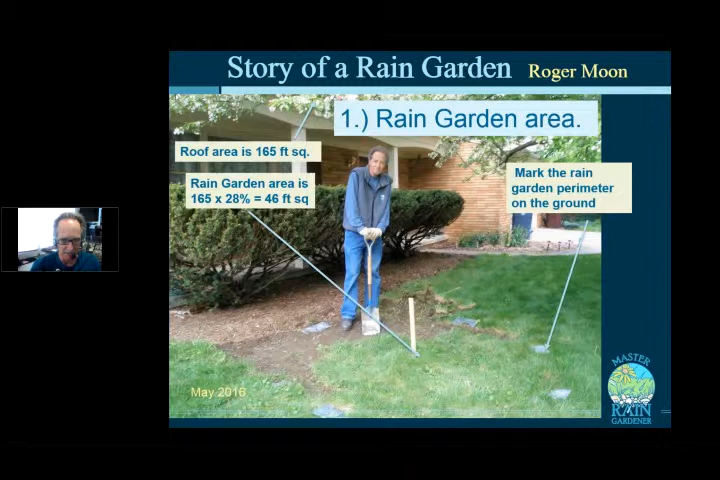 Story of a Rain Garden Roger Moon
1.) Rain Garden area.
Roof area is 165 ft sq.
Rain Garden area is
165 x 28% = 46 ft sq
Mark the rain
garden perimeter
on the ground
May 2016
MASTER
RAIN
GARDENER